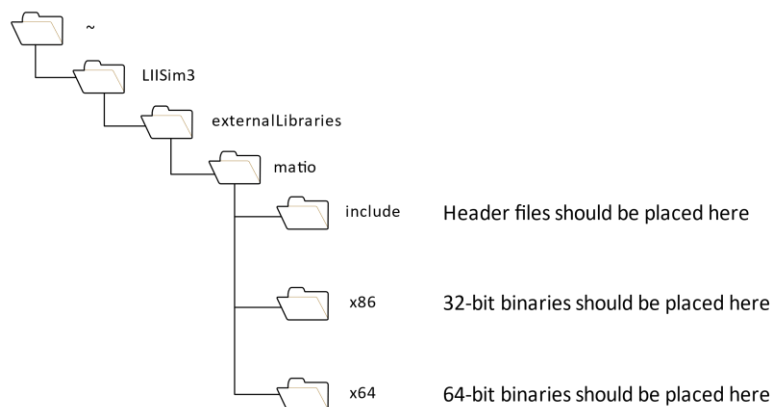 ~
LIISim3
externalLibraries
matio
include Header files should be placed here
x86 32-bit binaries should be placed here
x64 64-bit binaries should be placed here